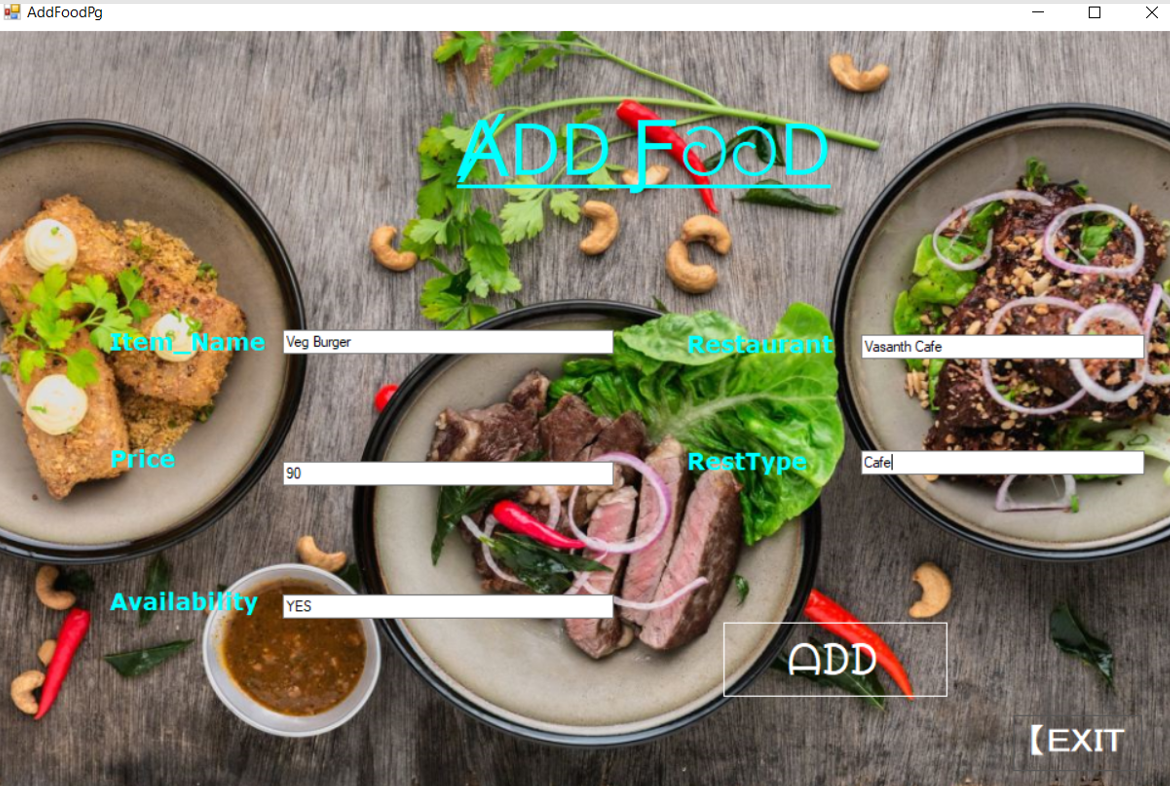 AddFoodPg
ADD FOOD
Item_Name
Veg Burger
Restaurant
Vasanth Cafe
Price
90
RestType
Cafe
Availability
YES
ADD
【EXIT